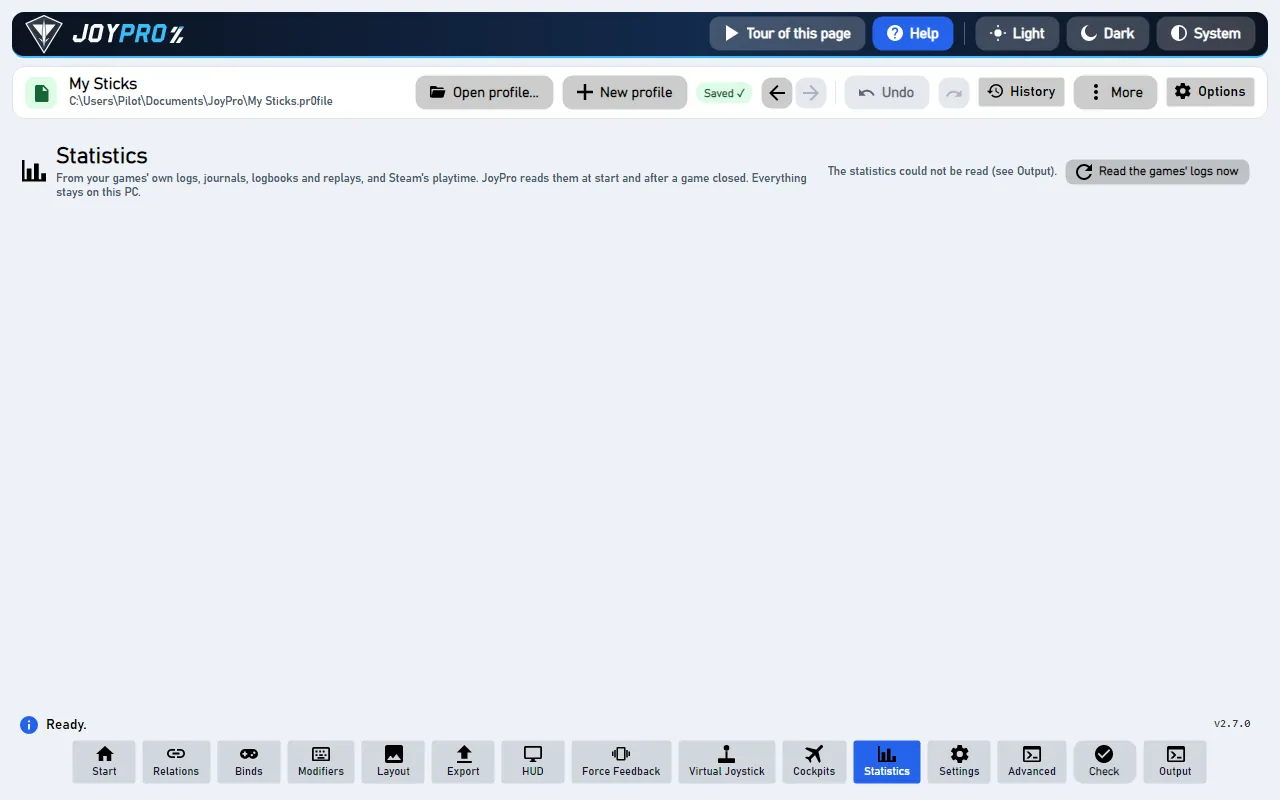 JOYPRO
Tour of this page
Help
Light
Dark
System
My Sticks
C:\Users\Pilot\Documents\JoyPro\My Sticks.pr0file
Open profile...
New profile
Saved ✓
Undo
History
More
Options
Statistics
From your games' own logs, journals, logbooks and replays, and Steam's playtime. JoyPro reads them at start and after a game closed. Everything
stays on this PC.
The statistics could not be read (see Output).
Read the games' logs now
Ready.
v2.7.0
Start
Relations
Binds
Modifiers
Layout
Export
HUD
Force Feedback
Virtual Joystick
Cockpits
Statistics
Settings
Advanced
Check
Output